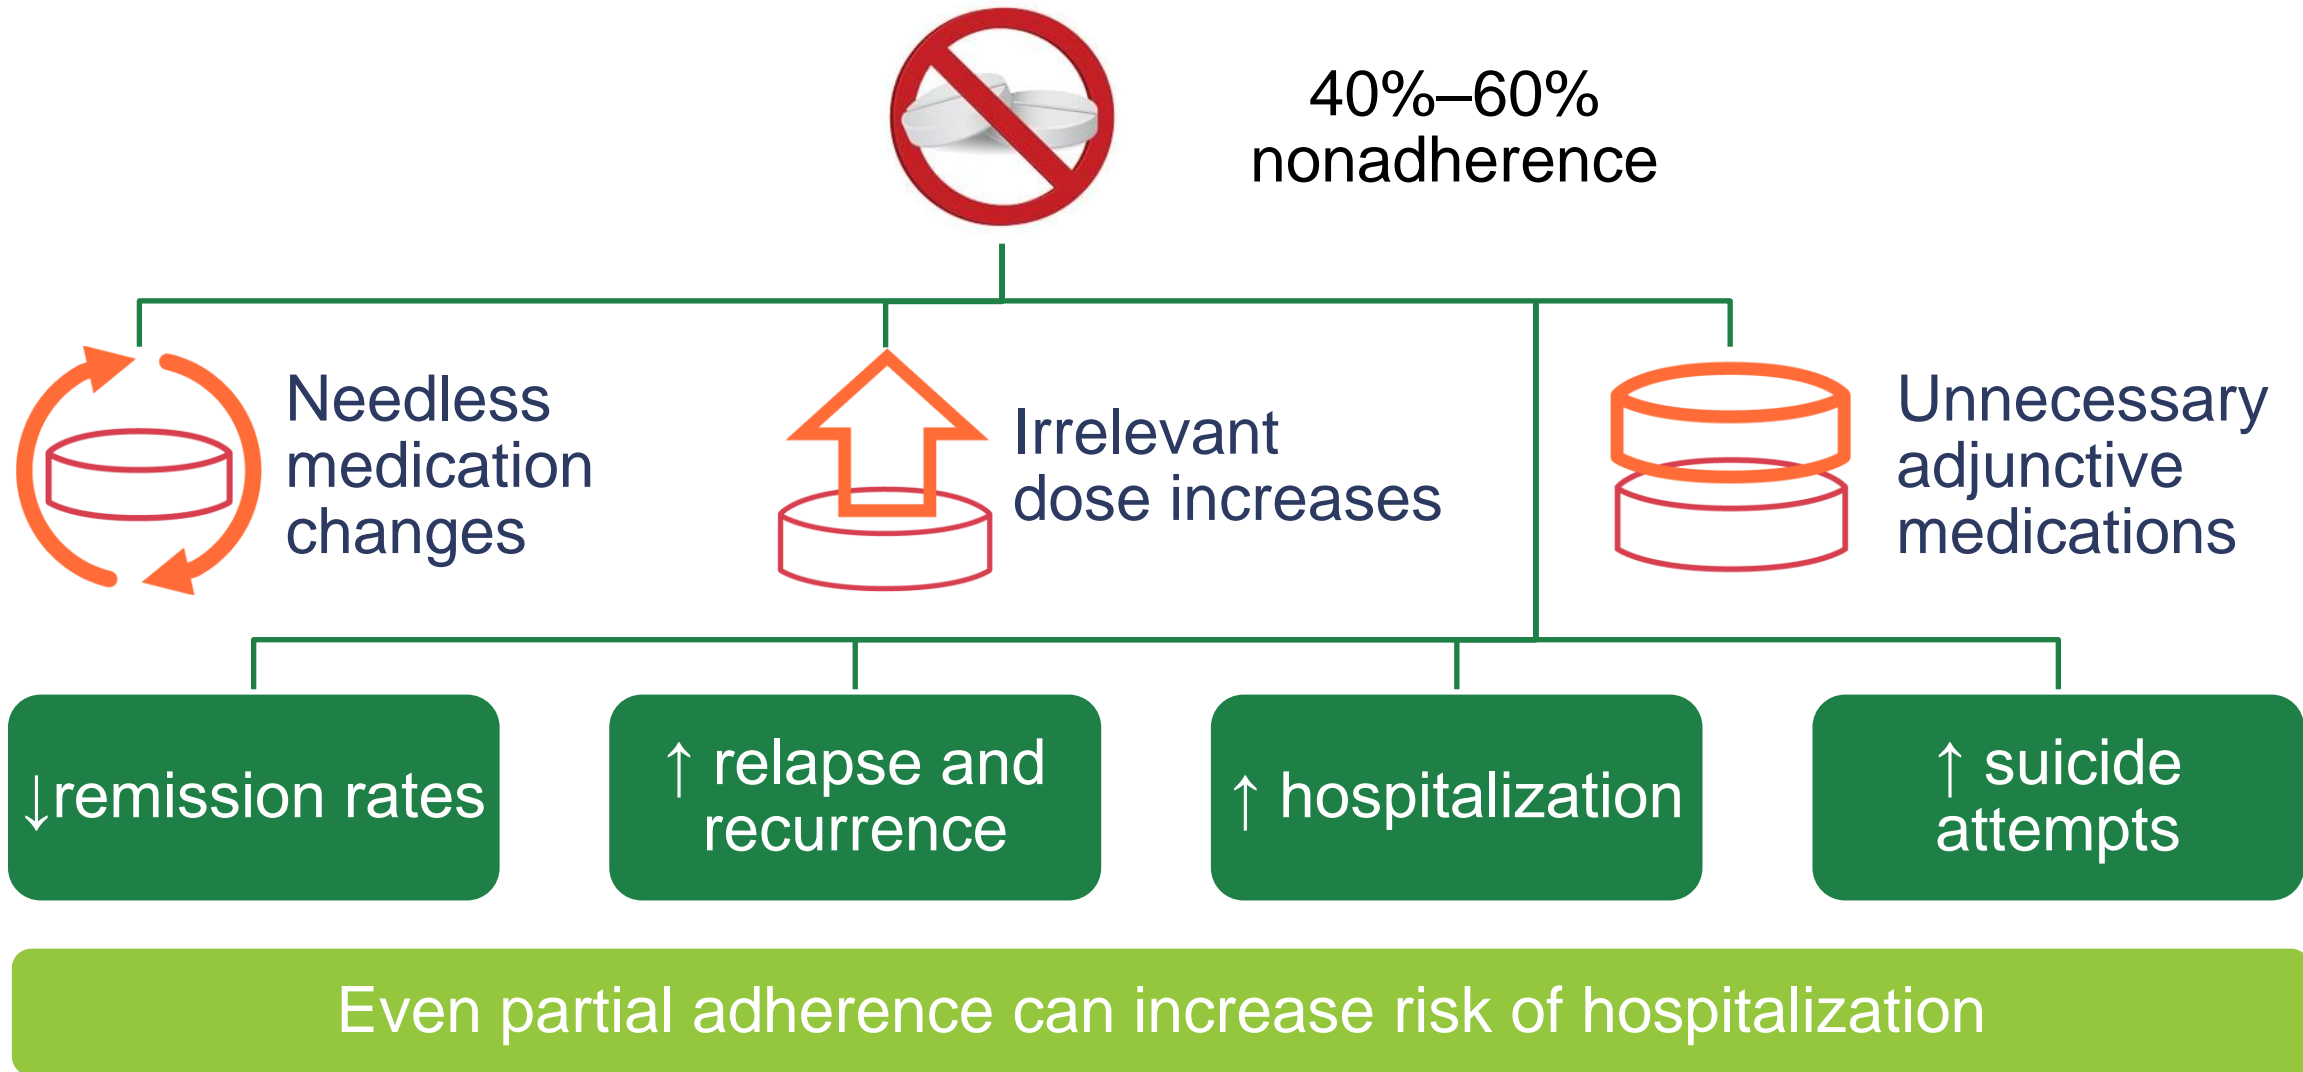 40%–60%
nonadherence
Needless
medication
changes
Irrelevant
dose increases
Unnecessary
adjunctive
medications
↓remission rates
↑ relapse and
recurrence
↑ hospitalization
↑ suicide
attempts
Even partial adherence can increase risk of hospitalization